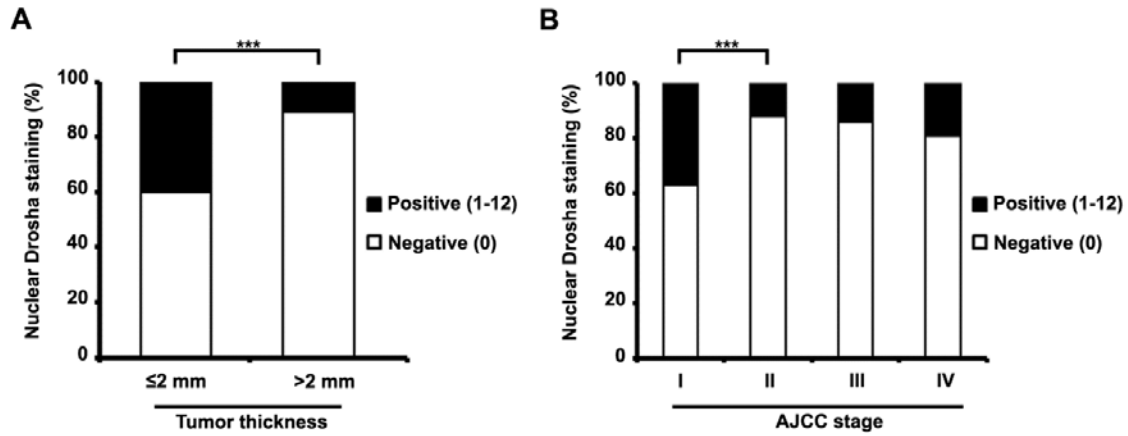 A
***
Nuclear Drosha staining (%)
100
80
60
40
20
0
Positive (1-12)
Negative (0)
≤2 mm
>2 mm
Tumor thickness
B
***
Nuclear Drosha staining (%)
100
80
60
40
20
0
Positive (1-12)
Negative (0)
I
II
III
IV
AJCC stage